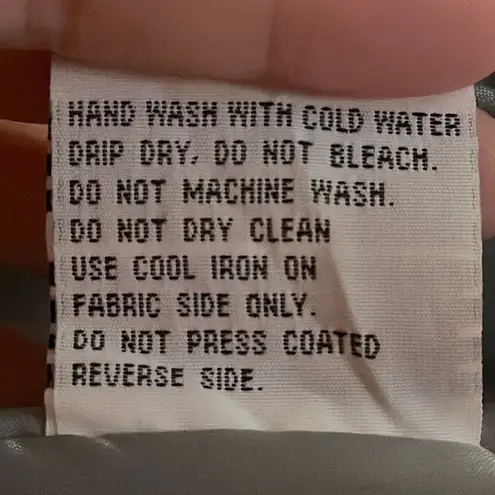 HAND WASH WITH COLD WATER
DRIP DRY, DO NOT BLEACH.
DO NOT MACHINE WASH.
DO NOT DRY CLEAN
USE COOL IRON ON
FABRIC SIDE ONLY.
DO NOT PRESS COATED
REVERSE SIDE.